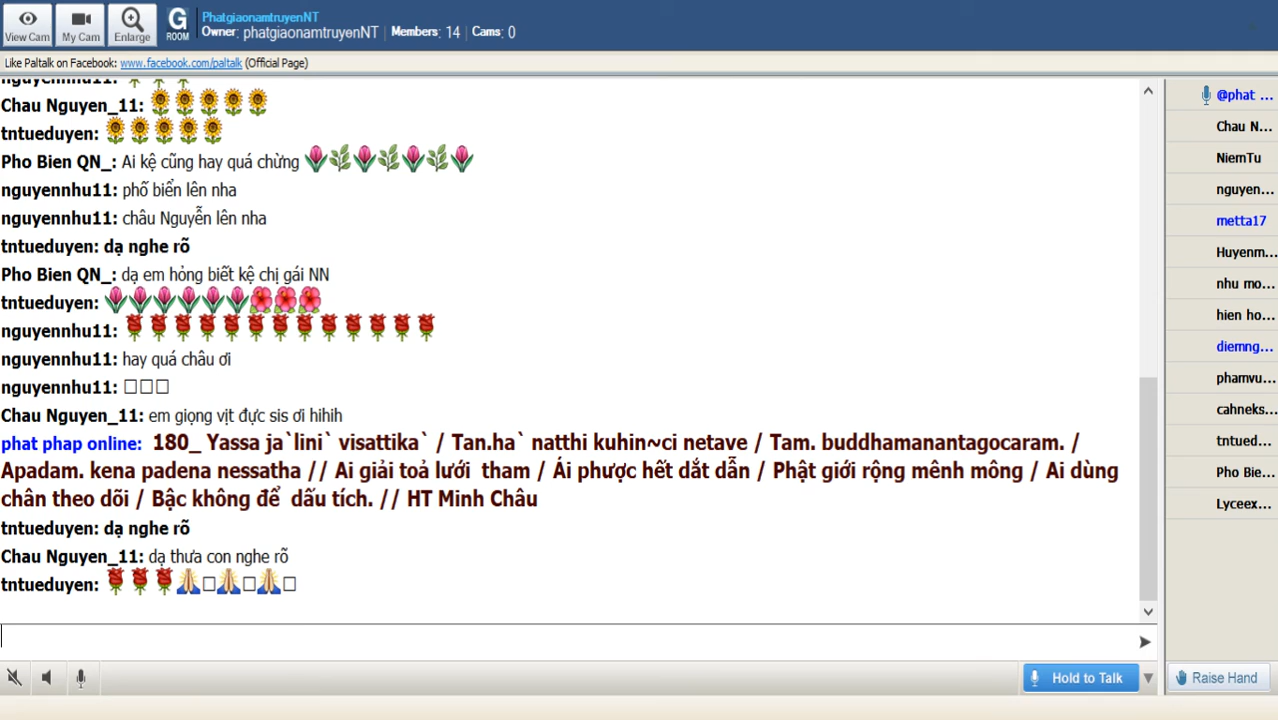 View Cam
My Cam
Enlarge
G
ROOM
PhatgiaonamtruyenNT
Owner: phatgiaonamtruyenNT | Members: 14 | Cams: 0
Like Paltalk on Facebook: www.facebook.com/paltalk (Official Page)
nguyennhu11:
Chau Nguyen_11:
tntueduyen:
Pho Bien QN_: Ai kệ cũng hay quá chừng
nguyennhu11: phố biển lên nha
nguyennhu11: châu Nguyễn lên nha
tntueduyen: dạ nghe rõ
Pho Bien QN_: dạ em hỏng biết kệ chị gái NN
tntueduyen:
nguyennhu11:
nguyennhu11: hay quá châu ơi
nguyennhu11: □□□
Chau Nguyen_11: em giọng vịt đực sis ơi hihih
phat phap online: 180_ Yassa ja`lini` visattika` / Tan.ha` natthi kuhin~ci netave / Tam. buddhamanantagocaram. /
Apadam. kena padena nessatha // Ai giải toả lưới tham / Ái phược hết dắt dẫn / Phật giới rộng mênh mông / Ai dùng
chân theo dõi / Bậc không để dấu tích. // HT Minh Châu
tntueduyen: dạ nghe rõ
Chau Nguyen_11: dạ thưa con nghe rõ
tntueduyen:
@phat ...
Chau N...
NiemTu
nguyen...
metta17
Huyenm...
nhu mo...
hien ho...
diemng...
phamvu...
cahneks...
tntued...
Pho Bie...
Lyceex...
Hold to Talk
Raise Hand